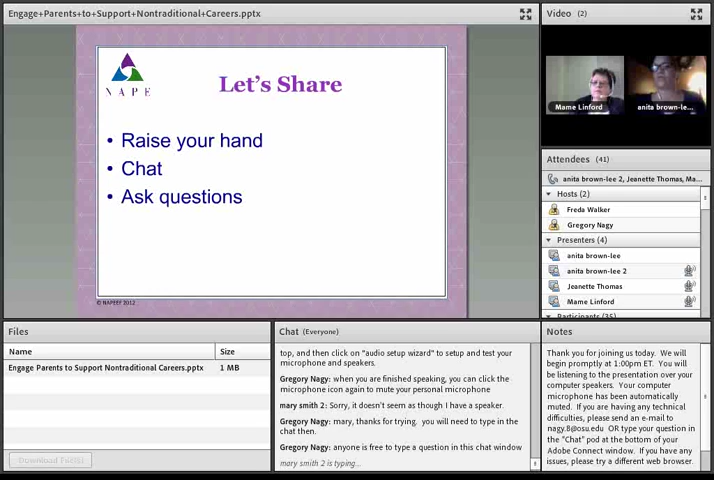 Engage+Parents+to+Support+Nontraditional+Careers.pptx
N A P E
Let's Share
• Raise your hand
• Chat
• Ask questions
© NAPEEF 2012
Video (2)
Mame Linford
anita brown-le...
Attendees (41)
anita brown-lee 2, Jeanette Thomas, Ma...
Hosts (2)
Freda Walker
Gregory Nagy
Presenters (4)
anita brown-lee
anita brown-lee 2
Jeanette Thomas
Mame Linford
Participants (35)
Files
Name Size
Engage Parents to Support Nontraditional Careers.pptx 1 MB
Download File(s)
Chat (Everyone)
top, and then click on "audio setup wizard" to setup and test your
microphone and speakers.
Gregory Nagy: when you are finished speaking, you can click the
microphone icon again to mute your personal microphone
mary smith 2: Sorry, it doesn't seem as though I have a speaker.
Gregory Nagy: mary, thanks for trying. you will need to type in the
chat then.
Gregory Nagy: anyone is free to type a question in this chat window
mary smith 2 is typing...
Notes
Thank you for joining us today. We will
begin promptly at 1:00pm ET. You will
be listening to the presentation over your
computer speakers. Your computer
microphone has been automatically
muted. If you are having any technical
difficulties, please send an e-mail to
nagy.8@osu.edu OR type your question in
the "Chat" pod at the bottom of your
Adobe Connect window. If you have any
issues, please try a different web browser.